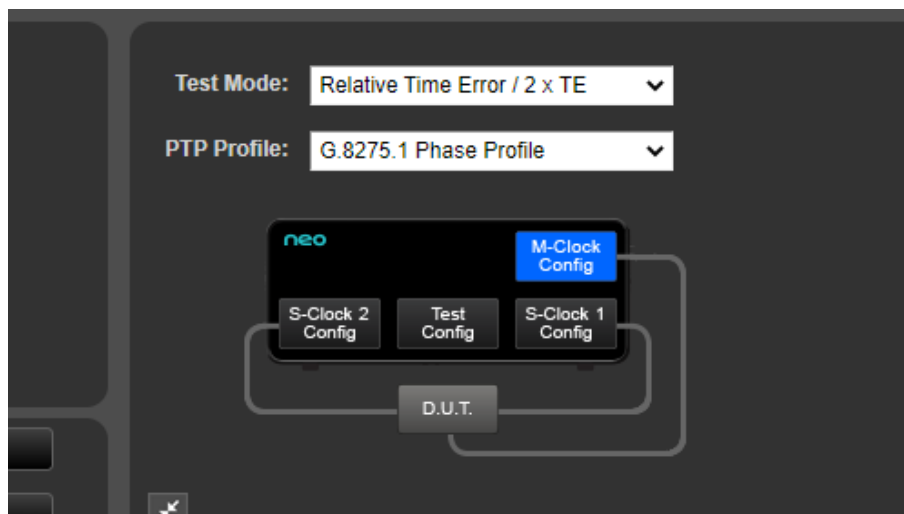 Test Mode: Relative Time Error / 2 x TE
PTP Profile: G.8275.1 Phase Profile
neo
M-Clock
Config
S-Clock 2
Config
Test
Config
S-Clock 1
Config
D.U.T.